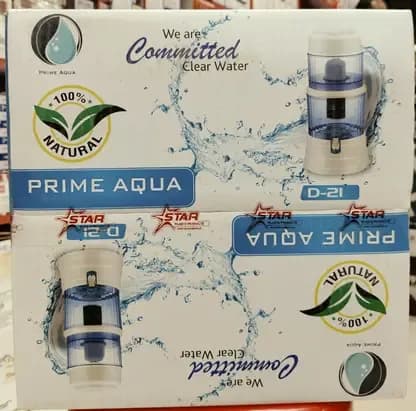 We are
Committed
Clear Water
PRIME AQUA
100%
NATURAL
PRIME AQUA
D-21
STAR
STAR
STAR
STAR
D-21
PRIME AQUA
NATURAL
100%
PRIME AQUA
We are
Committed
Clear Water